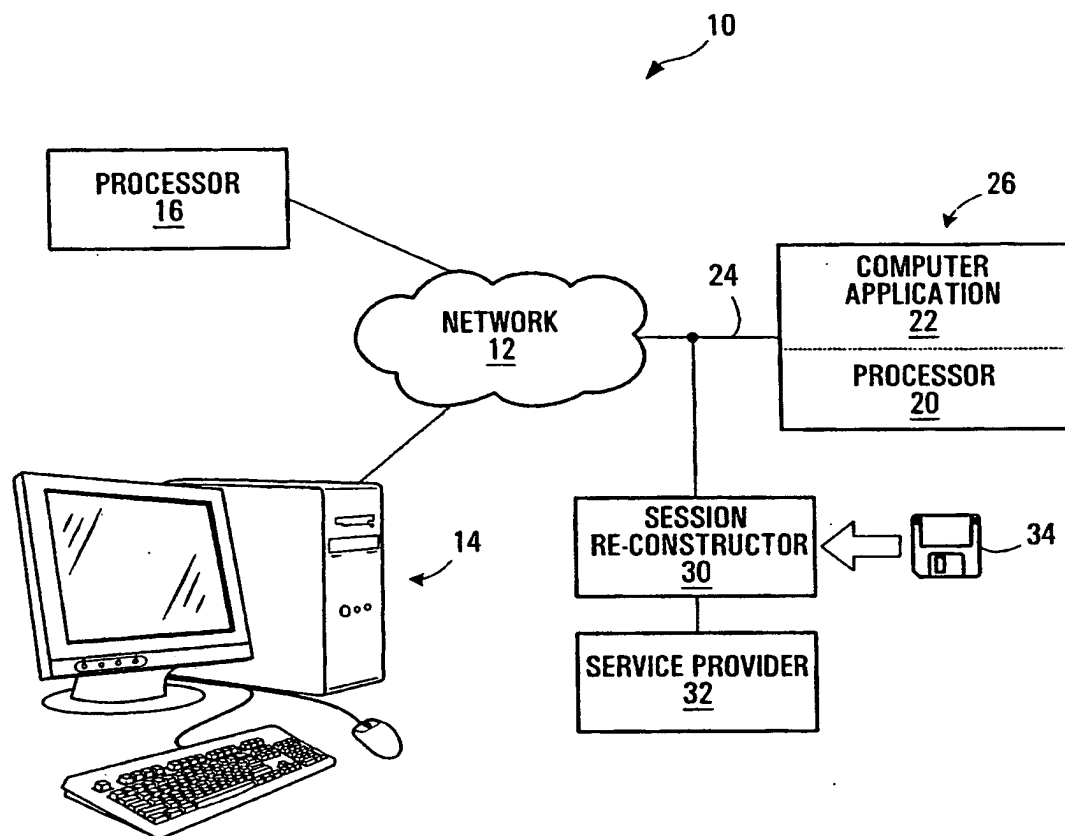 10
PROCESSOR
16
26
COMPUTER
APPLICATION
22
24
NETWORK
12
PROCESSOR
20
SESSION
RE-CONSTRUCTOR
30
34
14
SERVICE PROVIDER
32